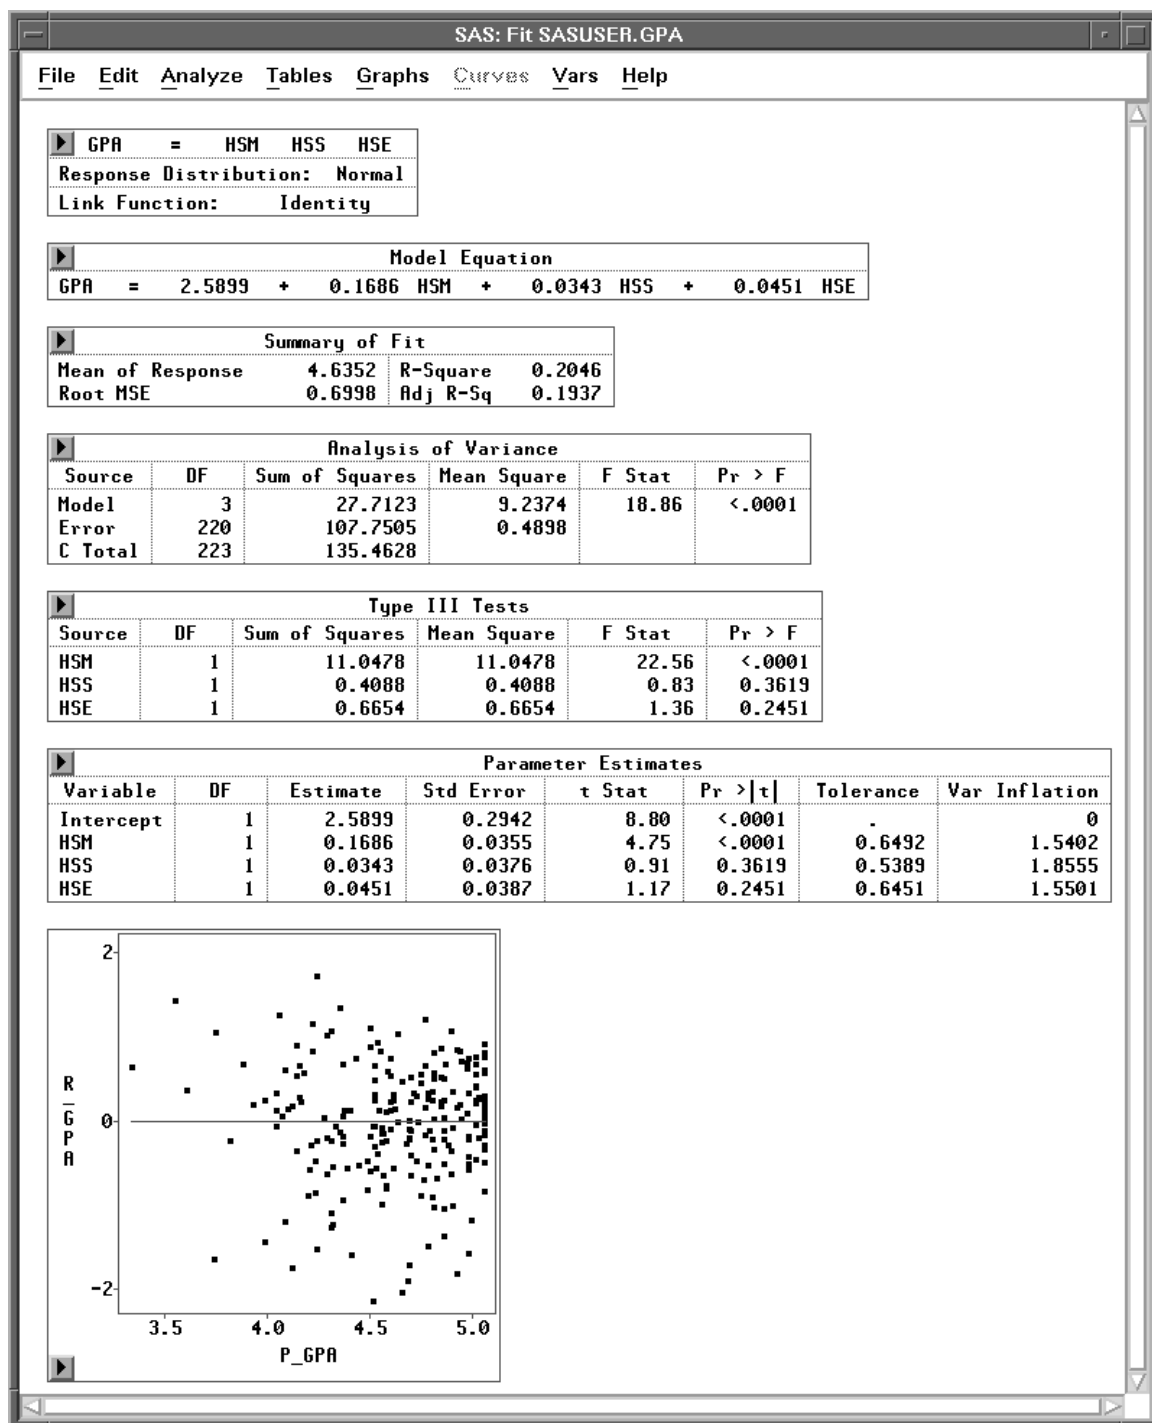 SAS: Fit SASUSER.GPA
File Edit Analyze Tables Graphs Curves Vars Help
GPA = HSM HSS HSE
Response Distribution: Normal
Link Function: Identity
Model Equation
GPA = 2.5899 + 0.1686 HSM + 0.0343 HSS + 0.0451 HSE
Summary of Fit
Mean of Response 4.6352 R-Square 0.2046
Root MSE 0.6998 Adj R-Sq 0.1937
Analysis of Variance
Source DF Sum of Squares Mean Square F Stat Pr > F
Model 3 27.7123 9.2374 18.86 <.0001
Error 220 107.7505 0.4898
C Total 223 135.4628
Type III Tests
Source DF Sum of Squares Mean Square F Stat Pr > F
HSM 1 11.0478 11.0478 22.56 <.0001
HSS 1 0.4088 0.4088 0.83 0.3619
HSE 1 0.6654 0.6654 1.36 0.2451
Parameter Estimates
Variable DF Estimate Std Error t Stat Pr >|t| Tolerance Var Inflation
Intercept 1 2.5899 0.2942 8.80 <.0001 . 0
HSM 1 0.1686 0.0355 4.75 <.0001 0.6492 1.5402
HSS 1 0.0343 0.0376 0.91 0.3619 0.5389 1.8555
HSE 1 0.0451 0.0387 1.17 0.2451 0.6451 1.5501
2
R_GPA
0
-2
3.5 4.0 4.5 5.0
P_GPA